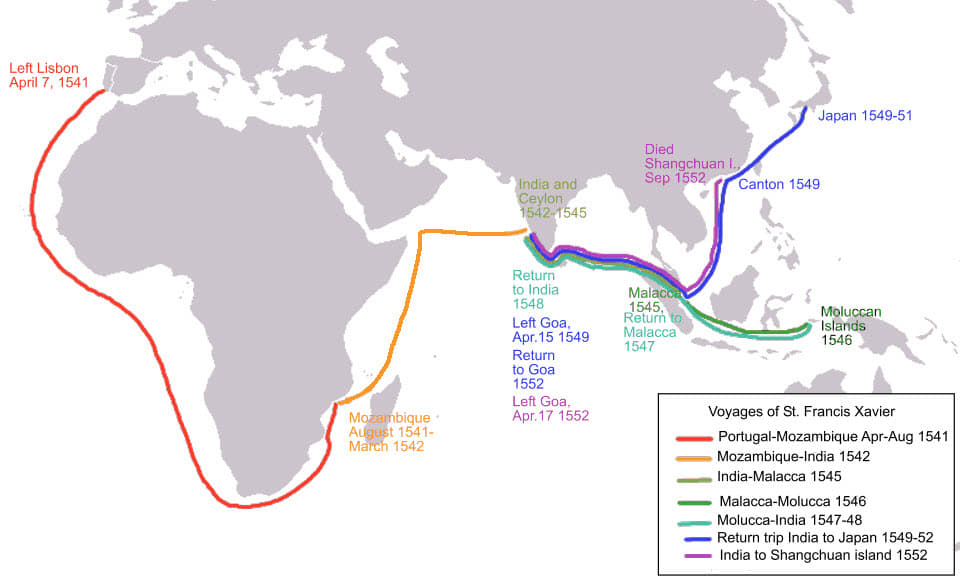 Left Lisbon
April 7, 1541
Japan 1549-51
Died
Shangchuan I.,
Sep 1552
Canton 1549
India and
Ceylon
1542-1545
Return
to India
1548
Malacca
1545,
Return to
Malacca
1547
Moluccan
Islands
1546
Left Goa,
Apr.15 1549
Return
to Goa
1552
Left Goa,
Apr.17 1552
Mozambique
August 1541-
March 1542
Voyages of St. Francis Xavier
Portugal-Mozambique Apr-Aug 1541
Mozambique-India 1542
India-Malacca 1545
Malacca-Molucca 1546
Molucca-India 1547-48
Return trip India to Japan 1549-52
India to Shangchuan island 1552